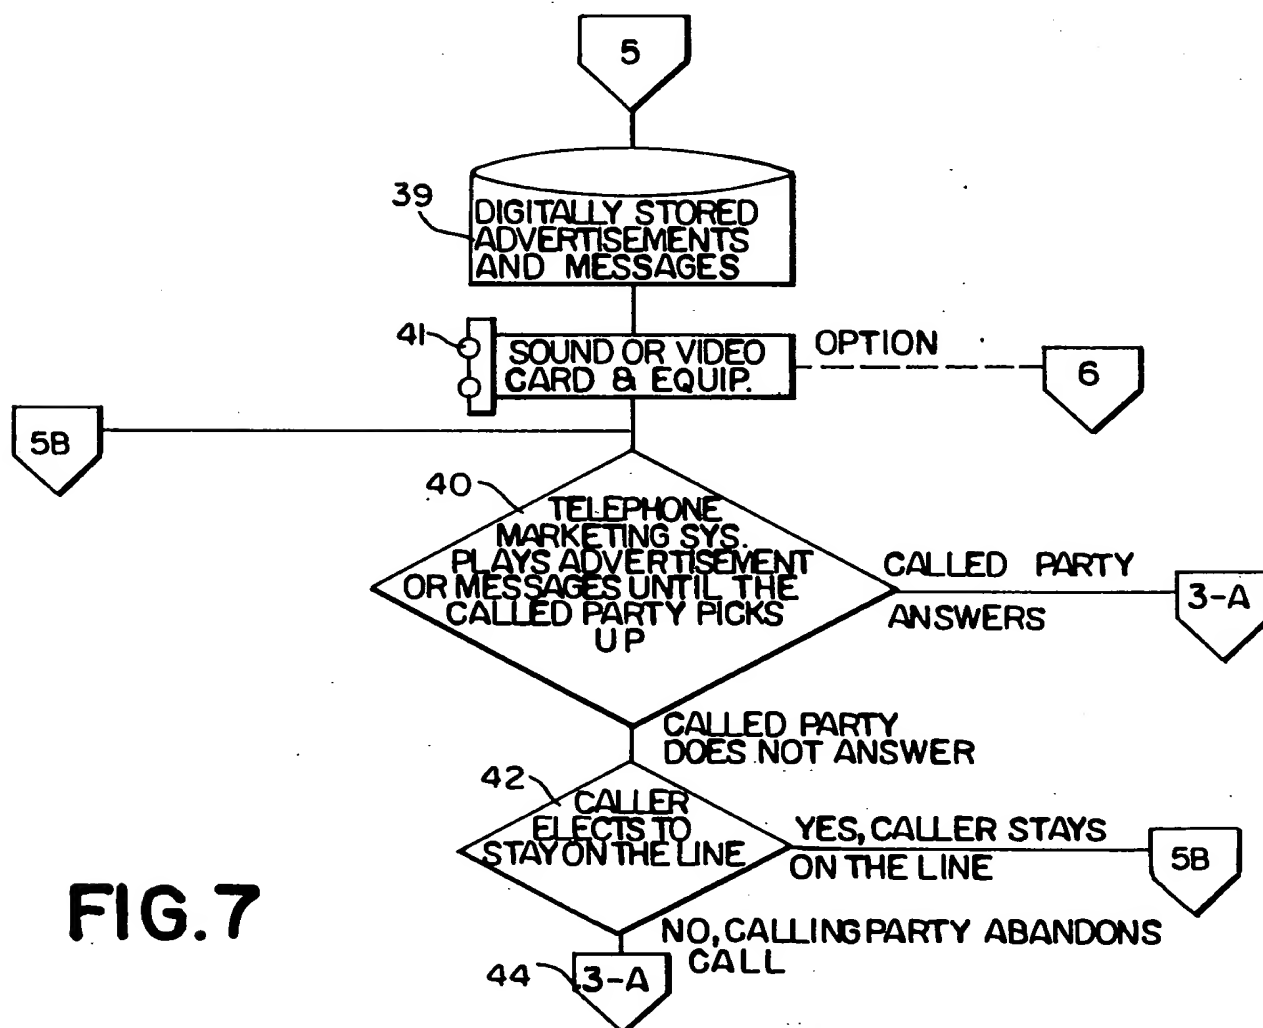 5
39
DIGITALLY STORED
ADVERTISEMENTS
AND MESSAGES
41
SOUND OR VIDEO
CARD & EQUIP.
OPTION
6
5B
40
TELEPHONE
MARKETING SYS.
PLAYS ADVERTISEMENT
OR MESSAGES UNTIL THE
CALLED PARTY PICKS
UP
CALLED PARTY
ANSWERS
3-A
CALLED PARTY
DOES NOT ANSWER
42
CALLER
ELECTS TO
STAY ON THE LINE
YES, CALLER STAYS
ON THE LINE
5B
FIG.7
NO, CALLING PARTY ABANDONS
CALL
44
3-A